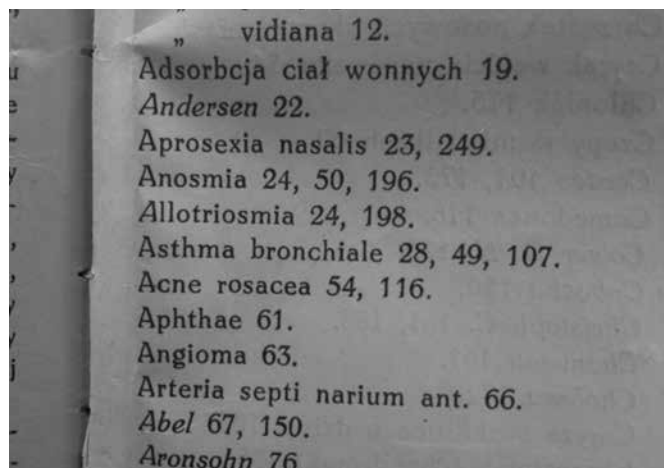 „ vidiana 12.
Adsorbcja ciał wonnych 19.
Andersen 22.
Aprosexia nasalis 23, 249.
Anosmia 24, 50, 196.
Allotriosmia 24, 198.
Asthma bronchiale 28, 49, 107.
Acne rosacea 54, 116.
Aphthae 61.
Angioma 63.
Arteria septi narium ant. 66.
Abel 67, 150.
Aronsohn 76